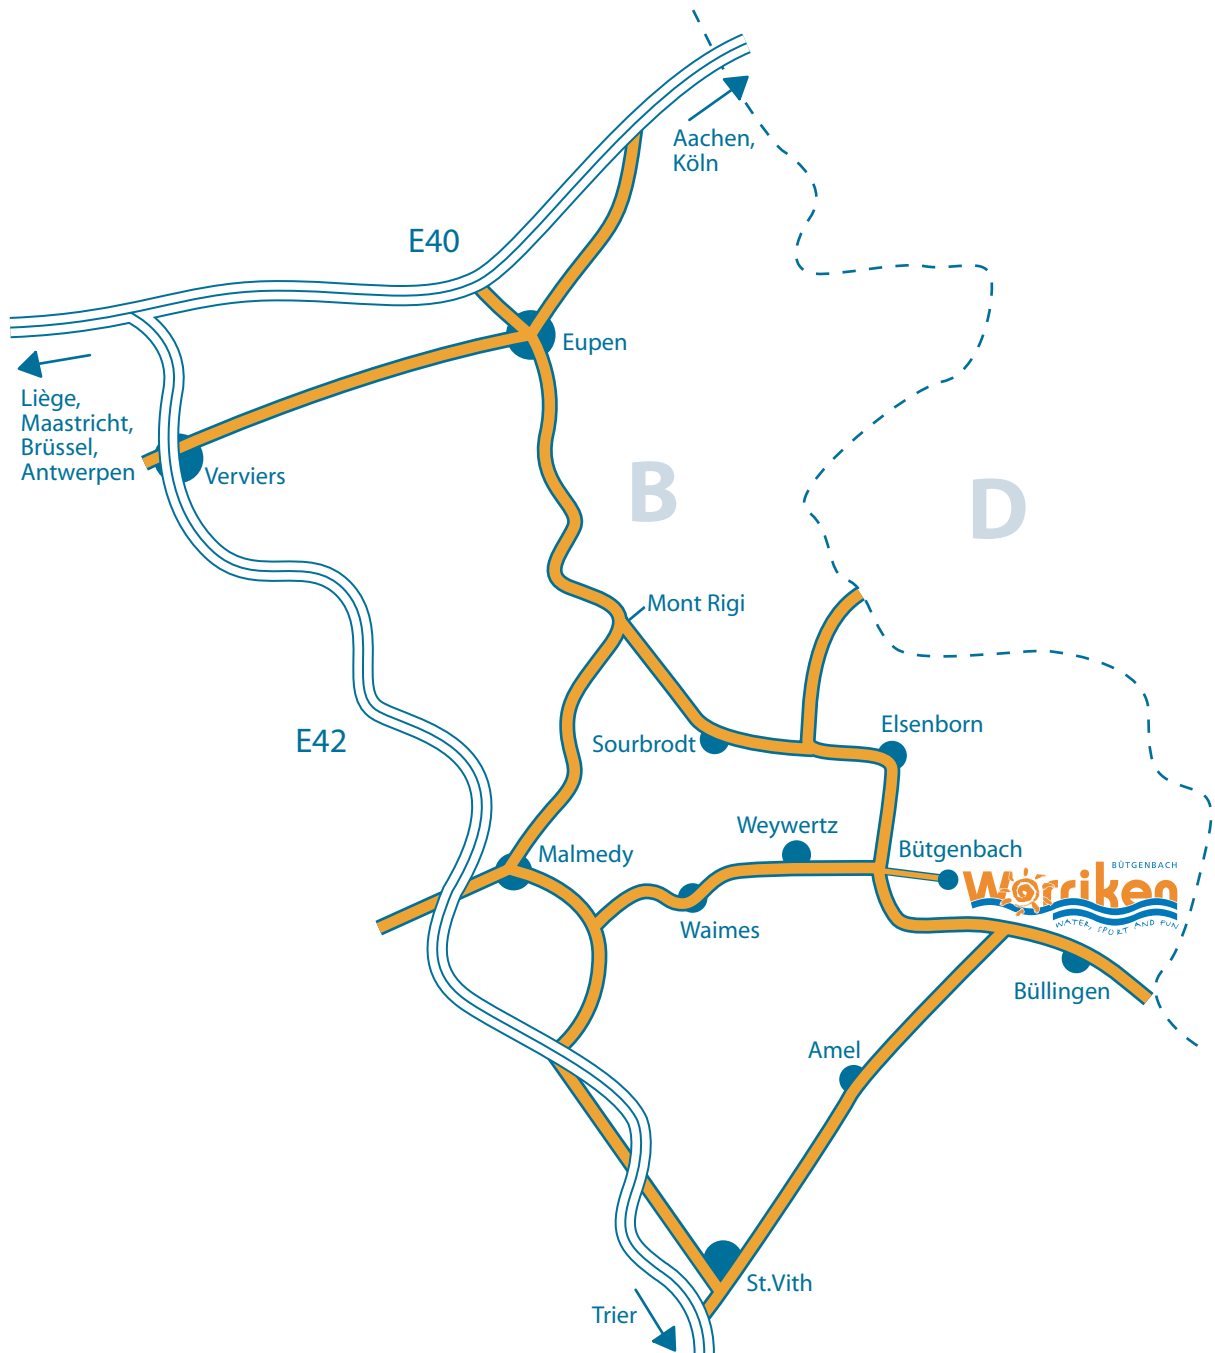 Aachen,
Köln
E40
Eupen
Liège,
Maastricht,
Brüssel,
Antwerpen
Verviers
B
D
Mont Rigi
E42
Sourbrodt
Elsenborn
Weywertz
Malmedy
Bütgenbach
BÜTGENBACH
Worriken
WATER, SPORT AND FUN
Waimes
Büllingen
Amel
St.Vith
Trier